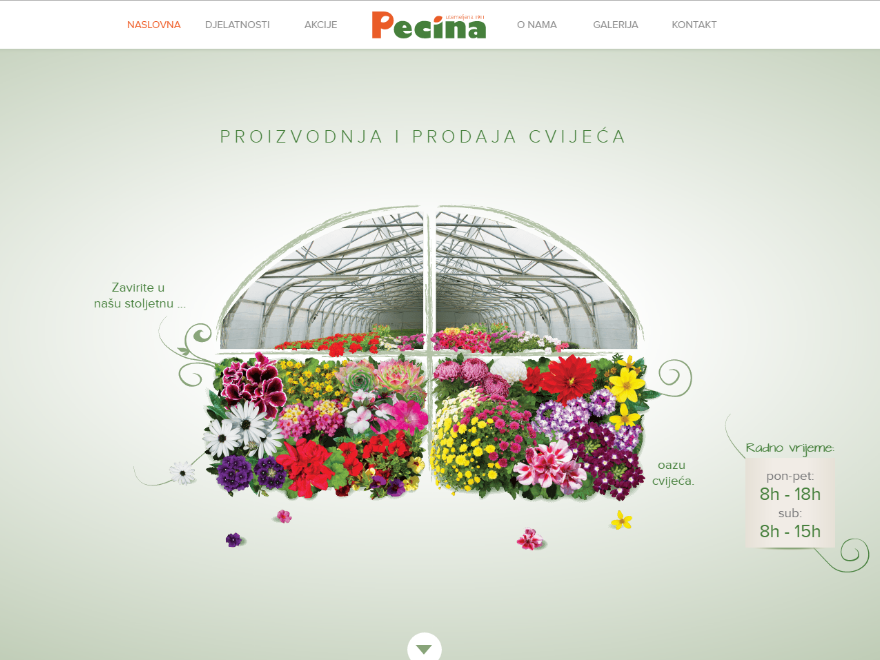 NASLOVNA
DJELATNOSTI
AKCIJE
Pecina
O NAMA
GALERIJA
KONTAKT
PROIZVODNJA I PRODAJA CVIJEĆA
Zavirite u
našu stoljetnu ...
oazu
cvijeća.
Radno vrijeme:
pon-pet:
8h - 18h
sub:
8h - 15h